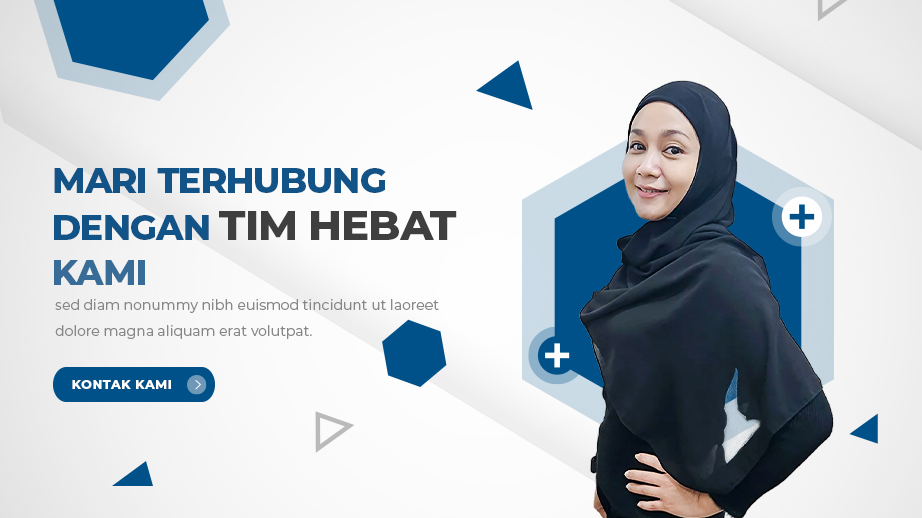 MARI TERHUBUNG
DENGAN TIM HEBAT
KAMI
sed diam nonummy nibh euismod tincidunt ut laoreet
dolore magna aliquam erat volutpat.
KONTAK KAMI